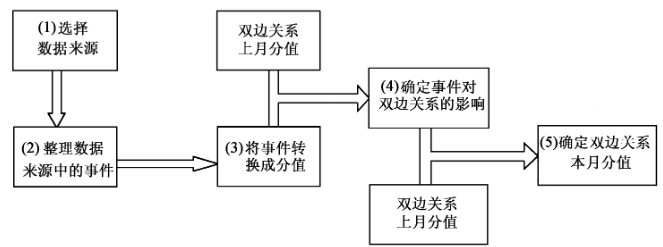 (1)选择
数据来源
(2)整理数据
来源中的事件
双边关系
上月分值
(3)将事件转
换成分值
(4)确定事件对
双边关系的影响
双边关系
上月分值
(5)确定双边关系
本月分值